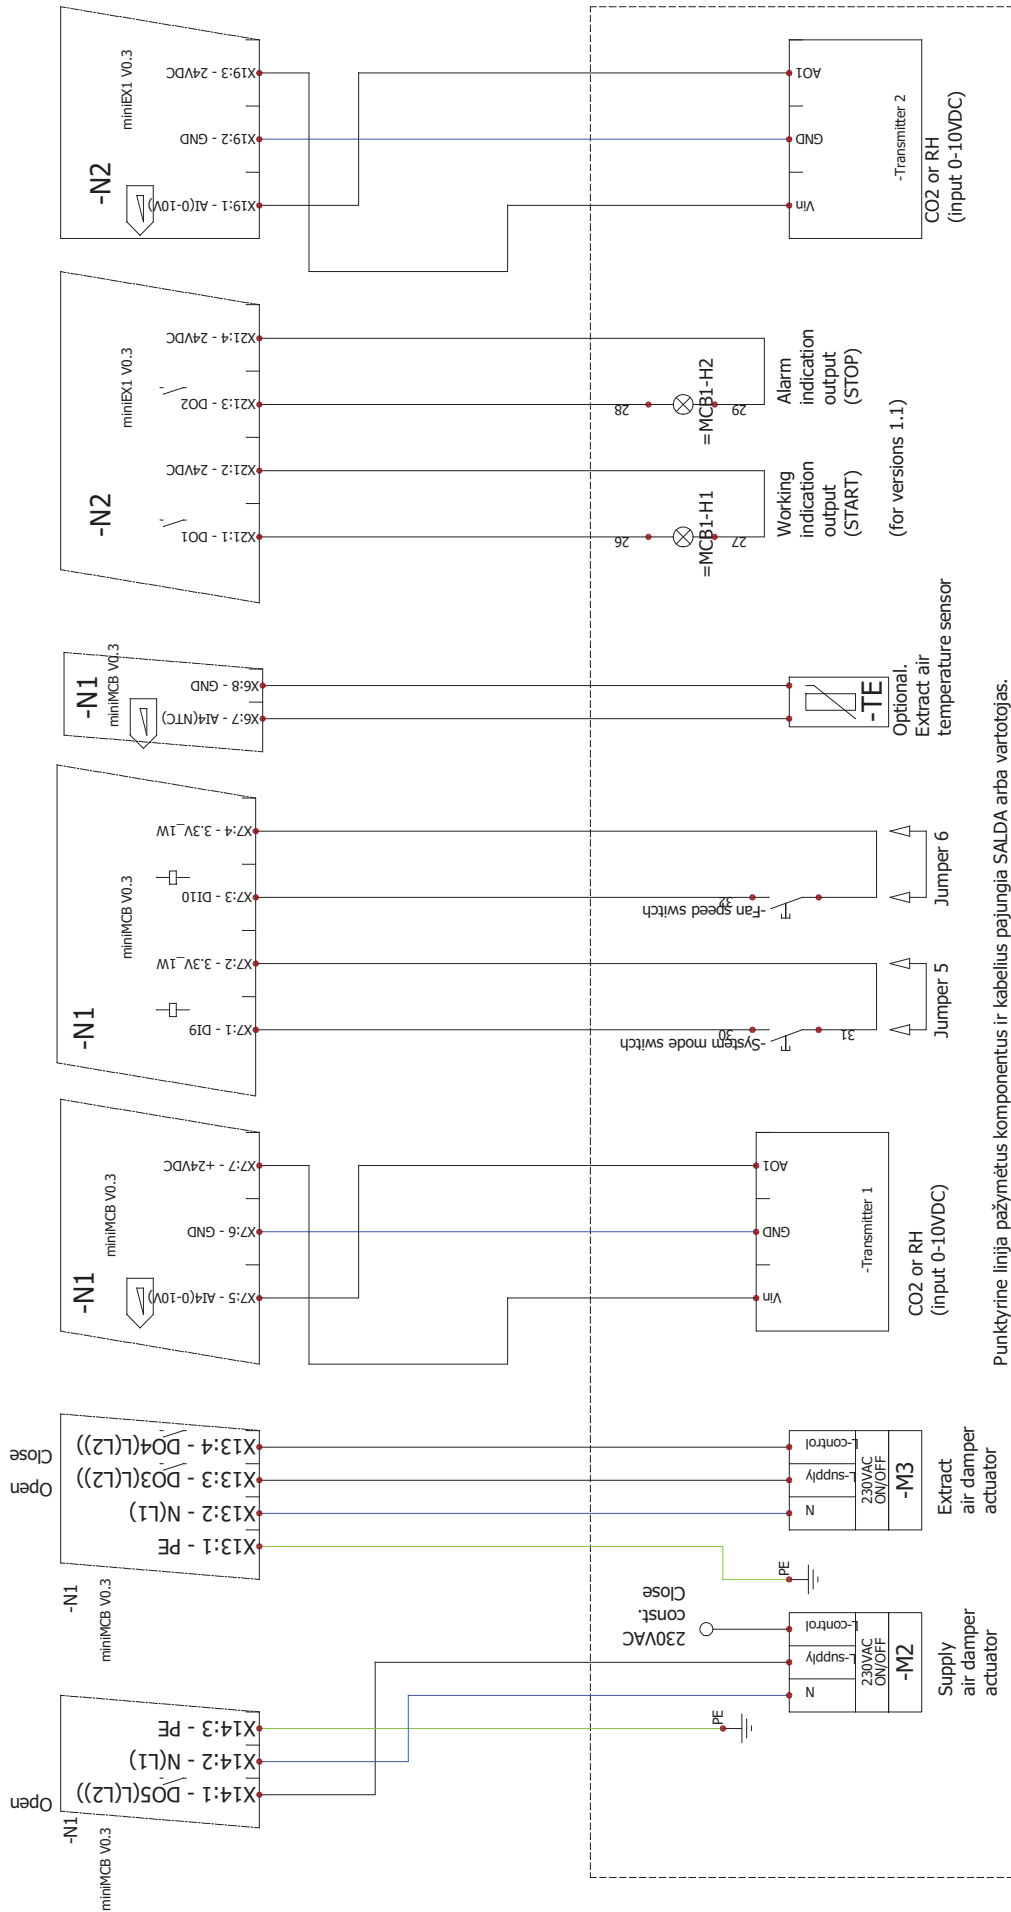 -N1
miniMCB V0.3
Open
X14:1 - DO5(L(L2))
X14:2 - N(L1)
X14:3 - PE
PE
N
L-supply
L-control
230VAC
ON/OFF
-M2
Supply
air damper
actuator
230VAC
const.
Close
-N1
miniMCB V0.3
Open
Close
X13:1 - PE
X13:2 - N(L1)
X13:3 - DO3(L(L2))
X13:4 - DO4(L(L2))
PE
N
L-supply
L-control
230VAC
ON/OFF
-M3
Extract
air damper
actuator
-N1
miniMCB V0.3
X7:5 - AI4(0-10V)
X7:6 - GND
X7:7 - +24VDC
Vin
GND
AO1
-Transmitter 1
CO2 or RH
(input 0-10VDC)
-N1
miniMCB V0.3
X7:1 - DI9
X7:2 - 3.3V_1W
X7:3 - DI10
X7:4 - 3.3V_1W
-System mode switch
30
31
Jumper 5
-Fan speed switch
32
Jumper 6
-N1
miniMCB V0.3
X6:7 - AI4(NTC)
X6:8 - GND
-TE
Optional.
Extract air
temperature sensor
-N2
miniEX1 V0.3
X21:1 - DO1
X21:2 - 24VDC
X21:3 - DO2
X21:4 - 24VDC
26
=MCB1-H1
27
Working
indication
output
(START)
28
=MCB1-H2
29
Alarm
indication
output
(STOP)
(for versions 1.1)
-N2
miniEX1 V0.3
X19:1 - AI(0-10V)
X19:2 - GND
X19:3 - 24VDC
Vin
GND
AO1
-Transmitter 2
CO2 or RH
(input 0-10VDC)
Punktyrine linija pažymėtus komponentus ir kabelius pajungia SALDA arba vartotojas.